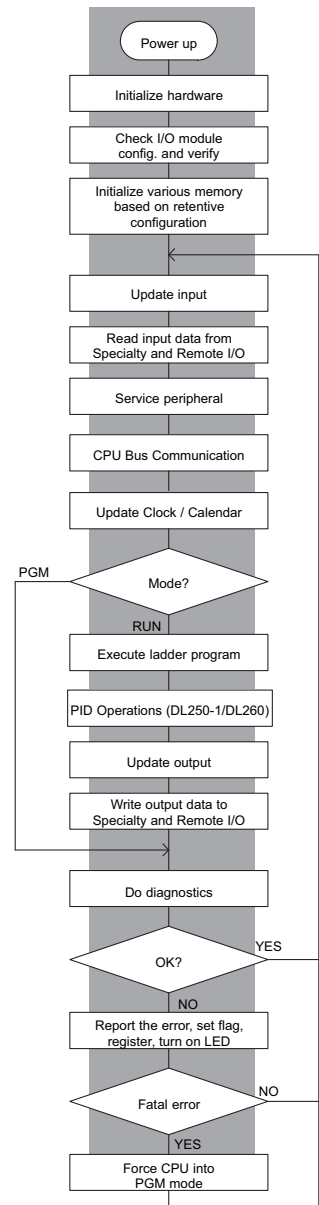 Power up
Initialize hardware
Check I/O module
config. and verify
Initialize various memory
based on retentive
configuration
Update input
Read input data from
Specialty and Remote I/O
Service peripheral
CPU Bus Communication
Update Clock / Calendar
PGM
Mode?
RUN
Execute ladder program
PID Operations (DL250-1/DL260)
Update output
Write output data to
Specialty and Remote I/O
Do diagnostics
YES
OK?
NO
Report the error, set flag,
register, turn on LED
NO
Fatal error
YES
Force CPU into
PGM mode